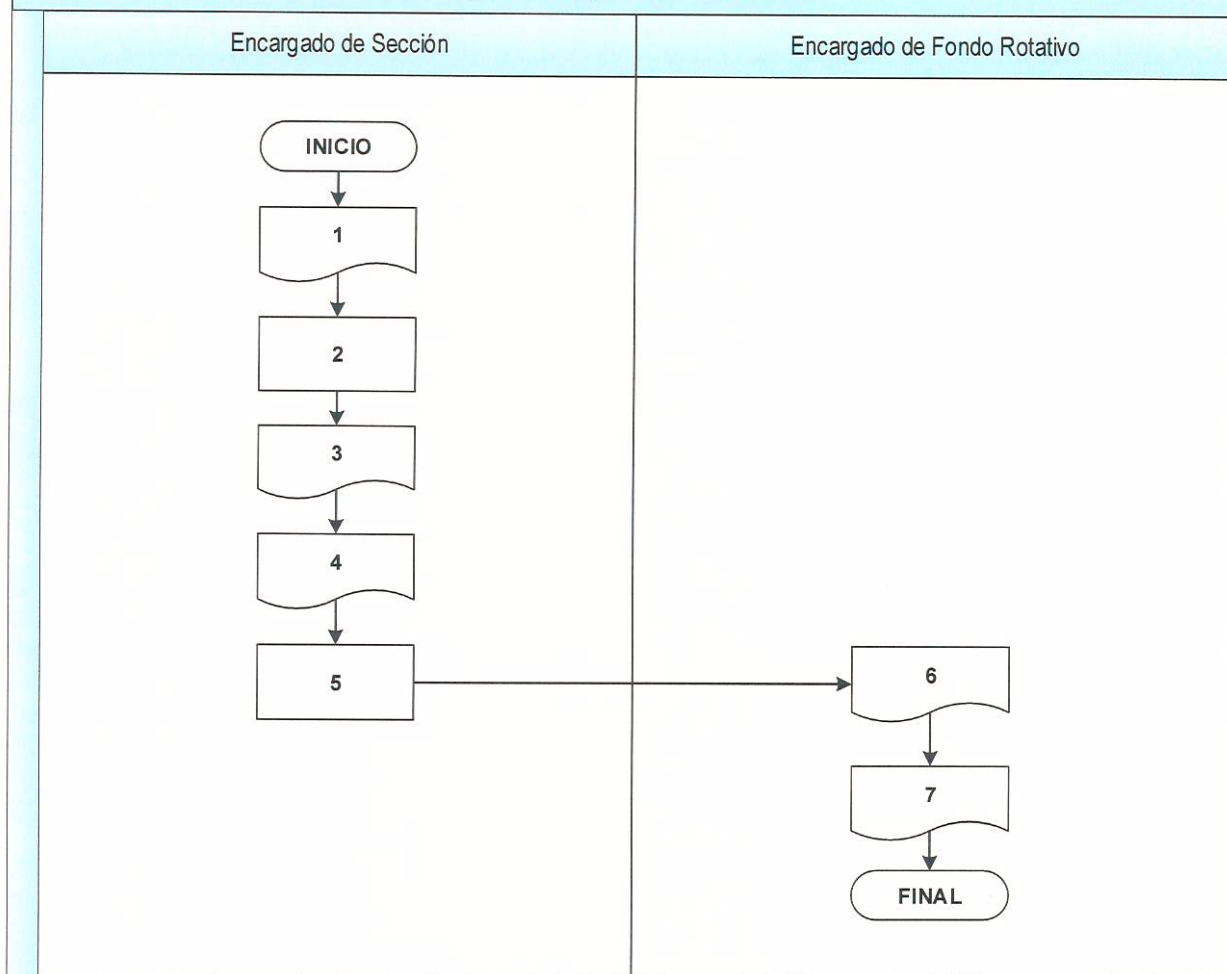 Encargado de Sección
Encargado de Fondo Rotativo
INICIO
1
2
3
4
5
6
7
FINAL